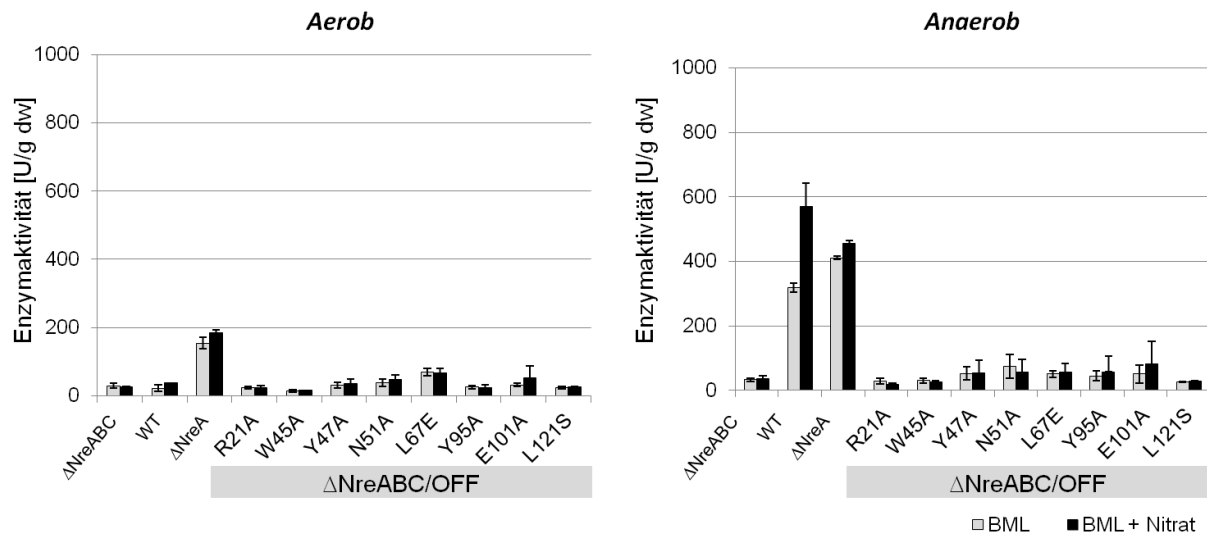 Aerob
Enzymaktivität [U/g dw]
1000
800
600
400
200
0
ΔNreABC
WT
ΔNreA
R21A
W45A
Y47A
N51A
L67E
Y95A
E101A
L121S
ΔNreABC/OFF
Anaerob
Enzymaktivität [U/g dw]
1000
800
600
400
200
0
ΔNreABC
WT
ΔNreA
R21A
W45A
Y47A
N51A
L67E
Y95A
E101A
L121S
ΔNreABC/OFF
BML BML + Nitrat